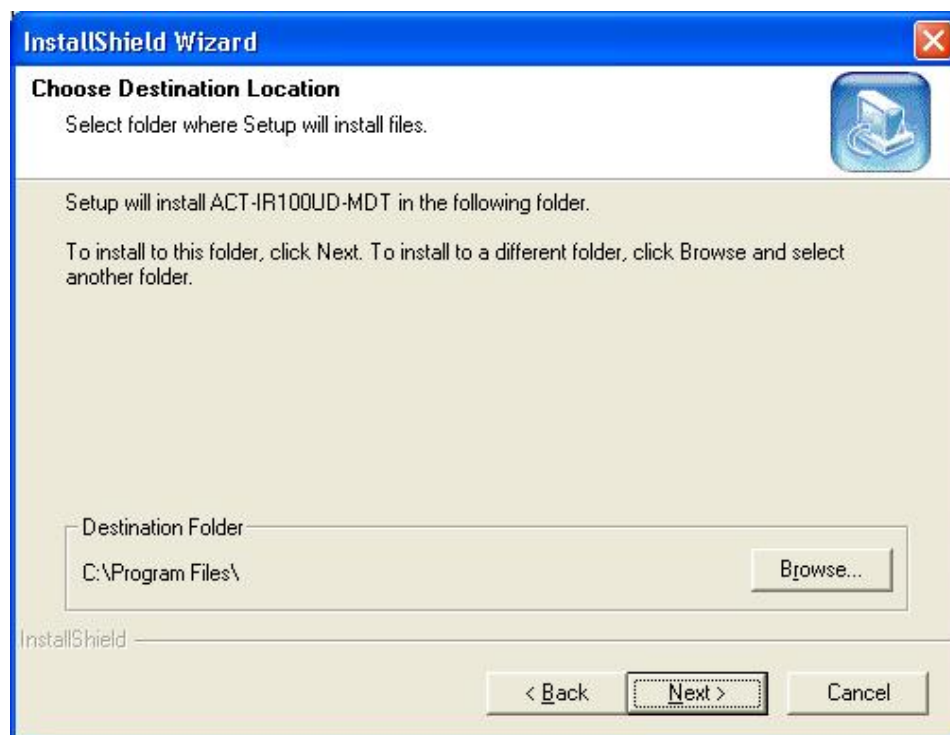 InstallShield Wizard
Choose Destination Location
Select folder where Setup will install files.
Setup will install ACT-IR100UD-MDT in the following folder.
To install to this folder, click Next. To install to a different folder, click Browse and select
another folder.
Destination Folder
C:\Program Files\
Browse...
InstallShield
< Back
Next >
Cancel